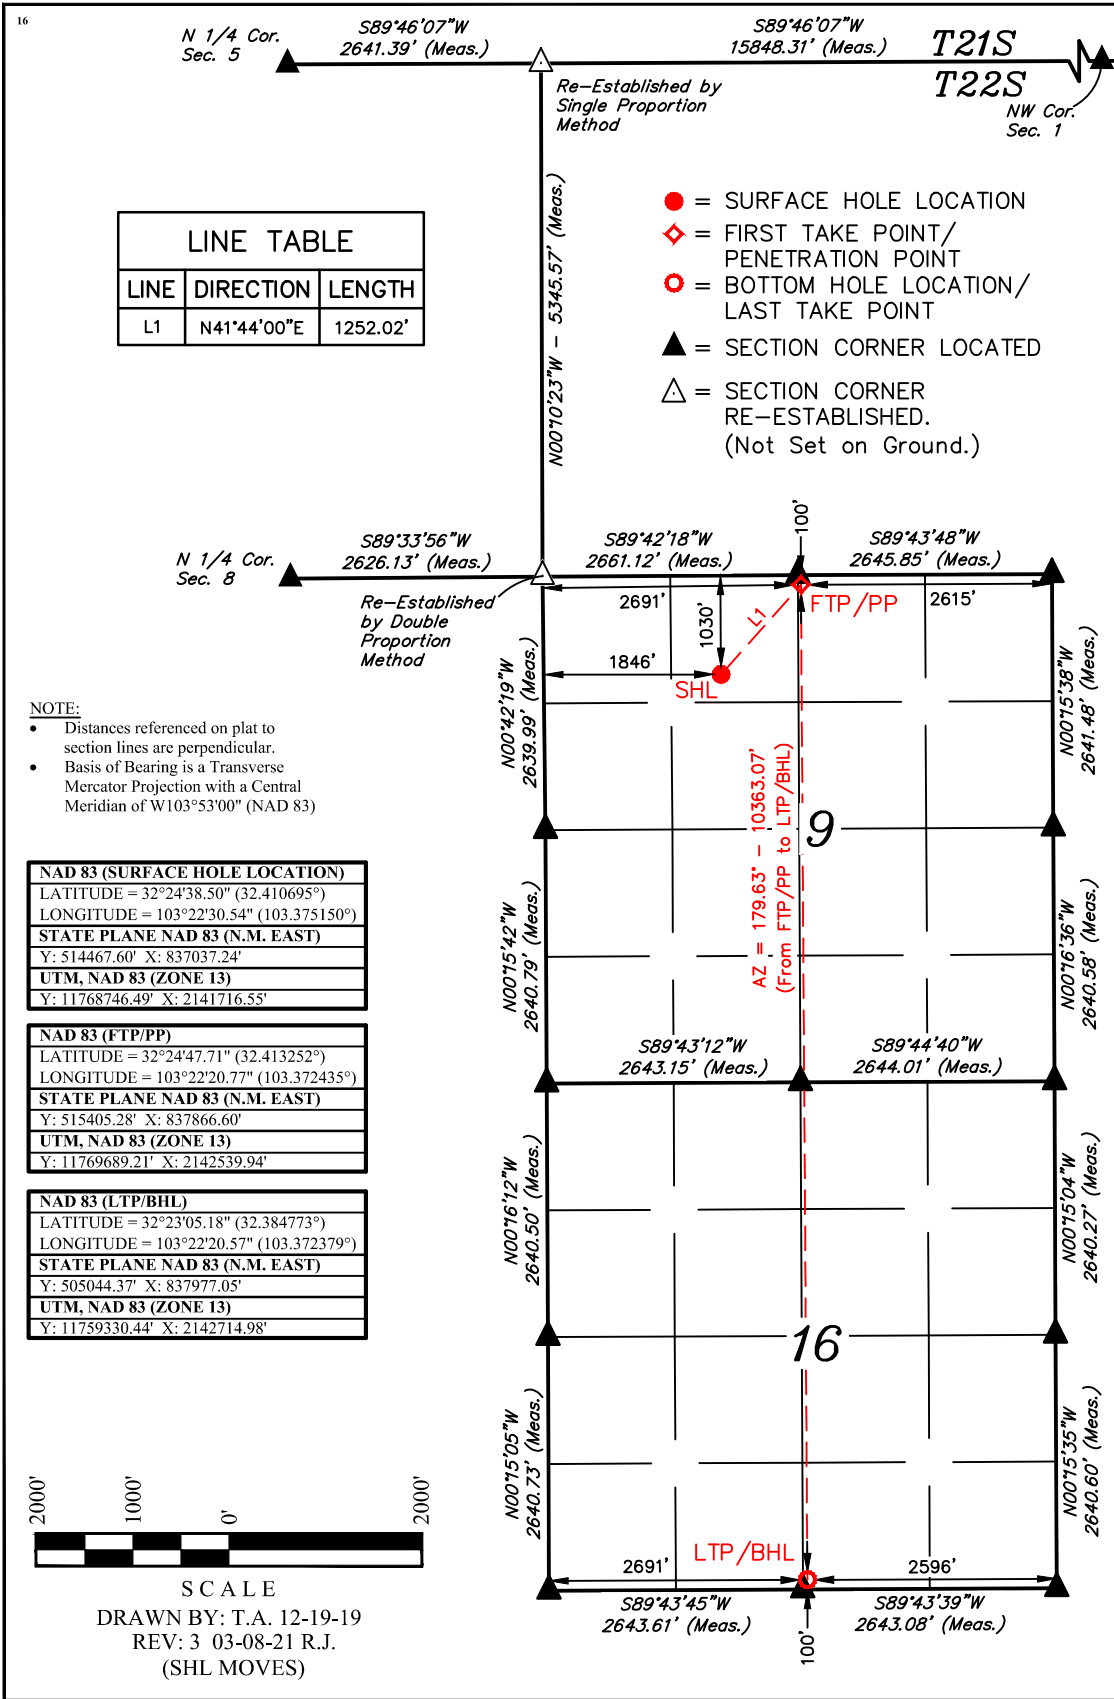 16
N 1/4 Cor.
Sec. 5
S89°46'07"W
2641.39' (Meas.)
S89°46'07"W
15848.31' (Meas.)
T21S
T22S
NW Cor.
Sec. 1
Re-Established by
Single Proportion
Method
N00°10'23"W - 5345.57' (Meas.)
LINE TABLE
LINE DIRECTION LENGTH
L1 N41°44'00"E 1252.02'
= SURFACE HOLE LOCATION
= FIRST TAKE POINT/
PENETRATION POINT
= BOTTOM HOLE LOCATION/
LAST TAKE POINT
= SECTION CORNER LOCATED
= SECTION CORNER
RE-ESTABLISHED.
(Not Set on Ground.)
N 1/4 Cor.
Sec. 8
S89°33'56"W
2626.13' (Meas.)
S89°42'18"W
2661.12' (Meas.)
100'
S89°43'48"W
2645.85' (Meas.)
Re-Established
by Double
Proportion
Method
2691'
1030'
L1
FTP/PP
2615'
1846'
SHL
N00°42'19"W
2639.99' (Meas.)
N00°15'38"W
2641.48' (Meas.)
NOTE:
• Distances referenced on plat to
section lines are perpendicular.
• Basis of Bearing is a Transverse
Mercator Projection with a Central
Meridian of W103°53'00" (NAD 83)
AZ = 179.63° - 10363.07'
(From FTP/PP to LTP/BHL)
9
NAD 83 (SURFACE HOLE LOCATION)
LATITUDE = 32°24'38.50" (32.410695°)
LONGITUDE = 103°22'30.54" (103.375150°)
STATE PLANE NAD 83 (N.M. EAST)
Y: 514467.60' X: 837037.24'
UTM, NAD 83 (ZONE 13)
Y: 11768746.49' X: 2141716.55'
N00°15'42"W
2640.79' (Meas.)
N00°16'36"W
2640.58' (Meas.)
NAD 83 (FTP/PP)
LATITUDE = 32°24'47.71" (32.413252°)
LONGITUDE = 103°22'20.77" (103.372435°)
STATE PLANE NAD 83 (N.M. EAST)
Y: 515405.28' X: 837866.60'
UTM, NAD 83 (ZONE 13)
Y: 11769689.21' X: 2142539.94'
S89°43'12"W
2643.15' (Meas.)
S89°44'40"W
2644.01' (Meas.)
NAD 83 (LTP/BHL)
LATITUDE = 32°23'05.18" (32.384773°)
LONGITUDE = 103°22'20.57" (103.372379°)
STATE PLANE NAD 83 (N.M. EAST)
Y: 505044.37' X: 837977.05'
UTM, NAD 83 (ZONE 13)
Y: 11759330.44' X: 2142714.98'
N00°16'12"W
2640.50' (Meas.)
N00°15'04"W
2640.27' (Meas.)
16
N00°15'05"W
2640.73' (Meas.)
N00°15'35"W
2640.60' (Meas.)
2000'
1000'
0'
2000'
SCALE
DRAWN BY: T.A. 12-19-19
REV: 3 03-08-21 R.J.
(SHL MOVES)
LTP/BHL
2691'
2596'
S89°43'45"W
2643.61' (Meas.)
100'
S89°43'39"W
2643.08' (Meas.)